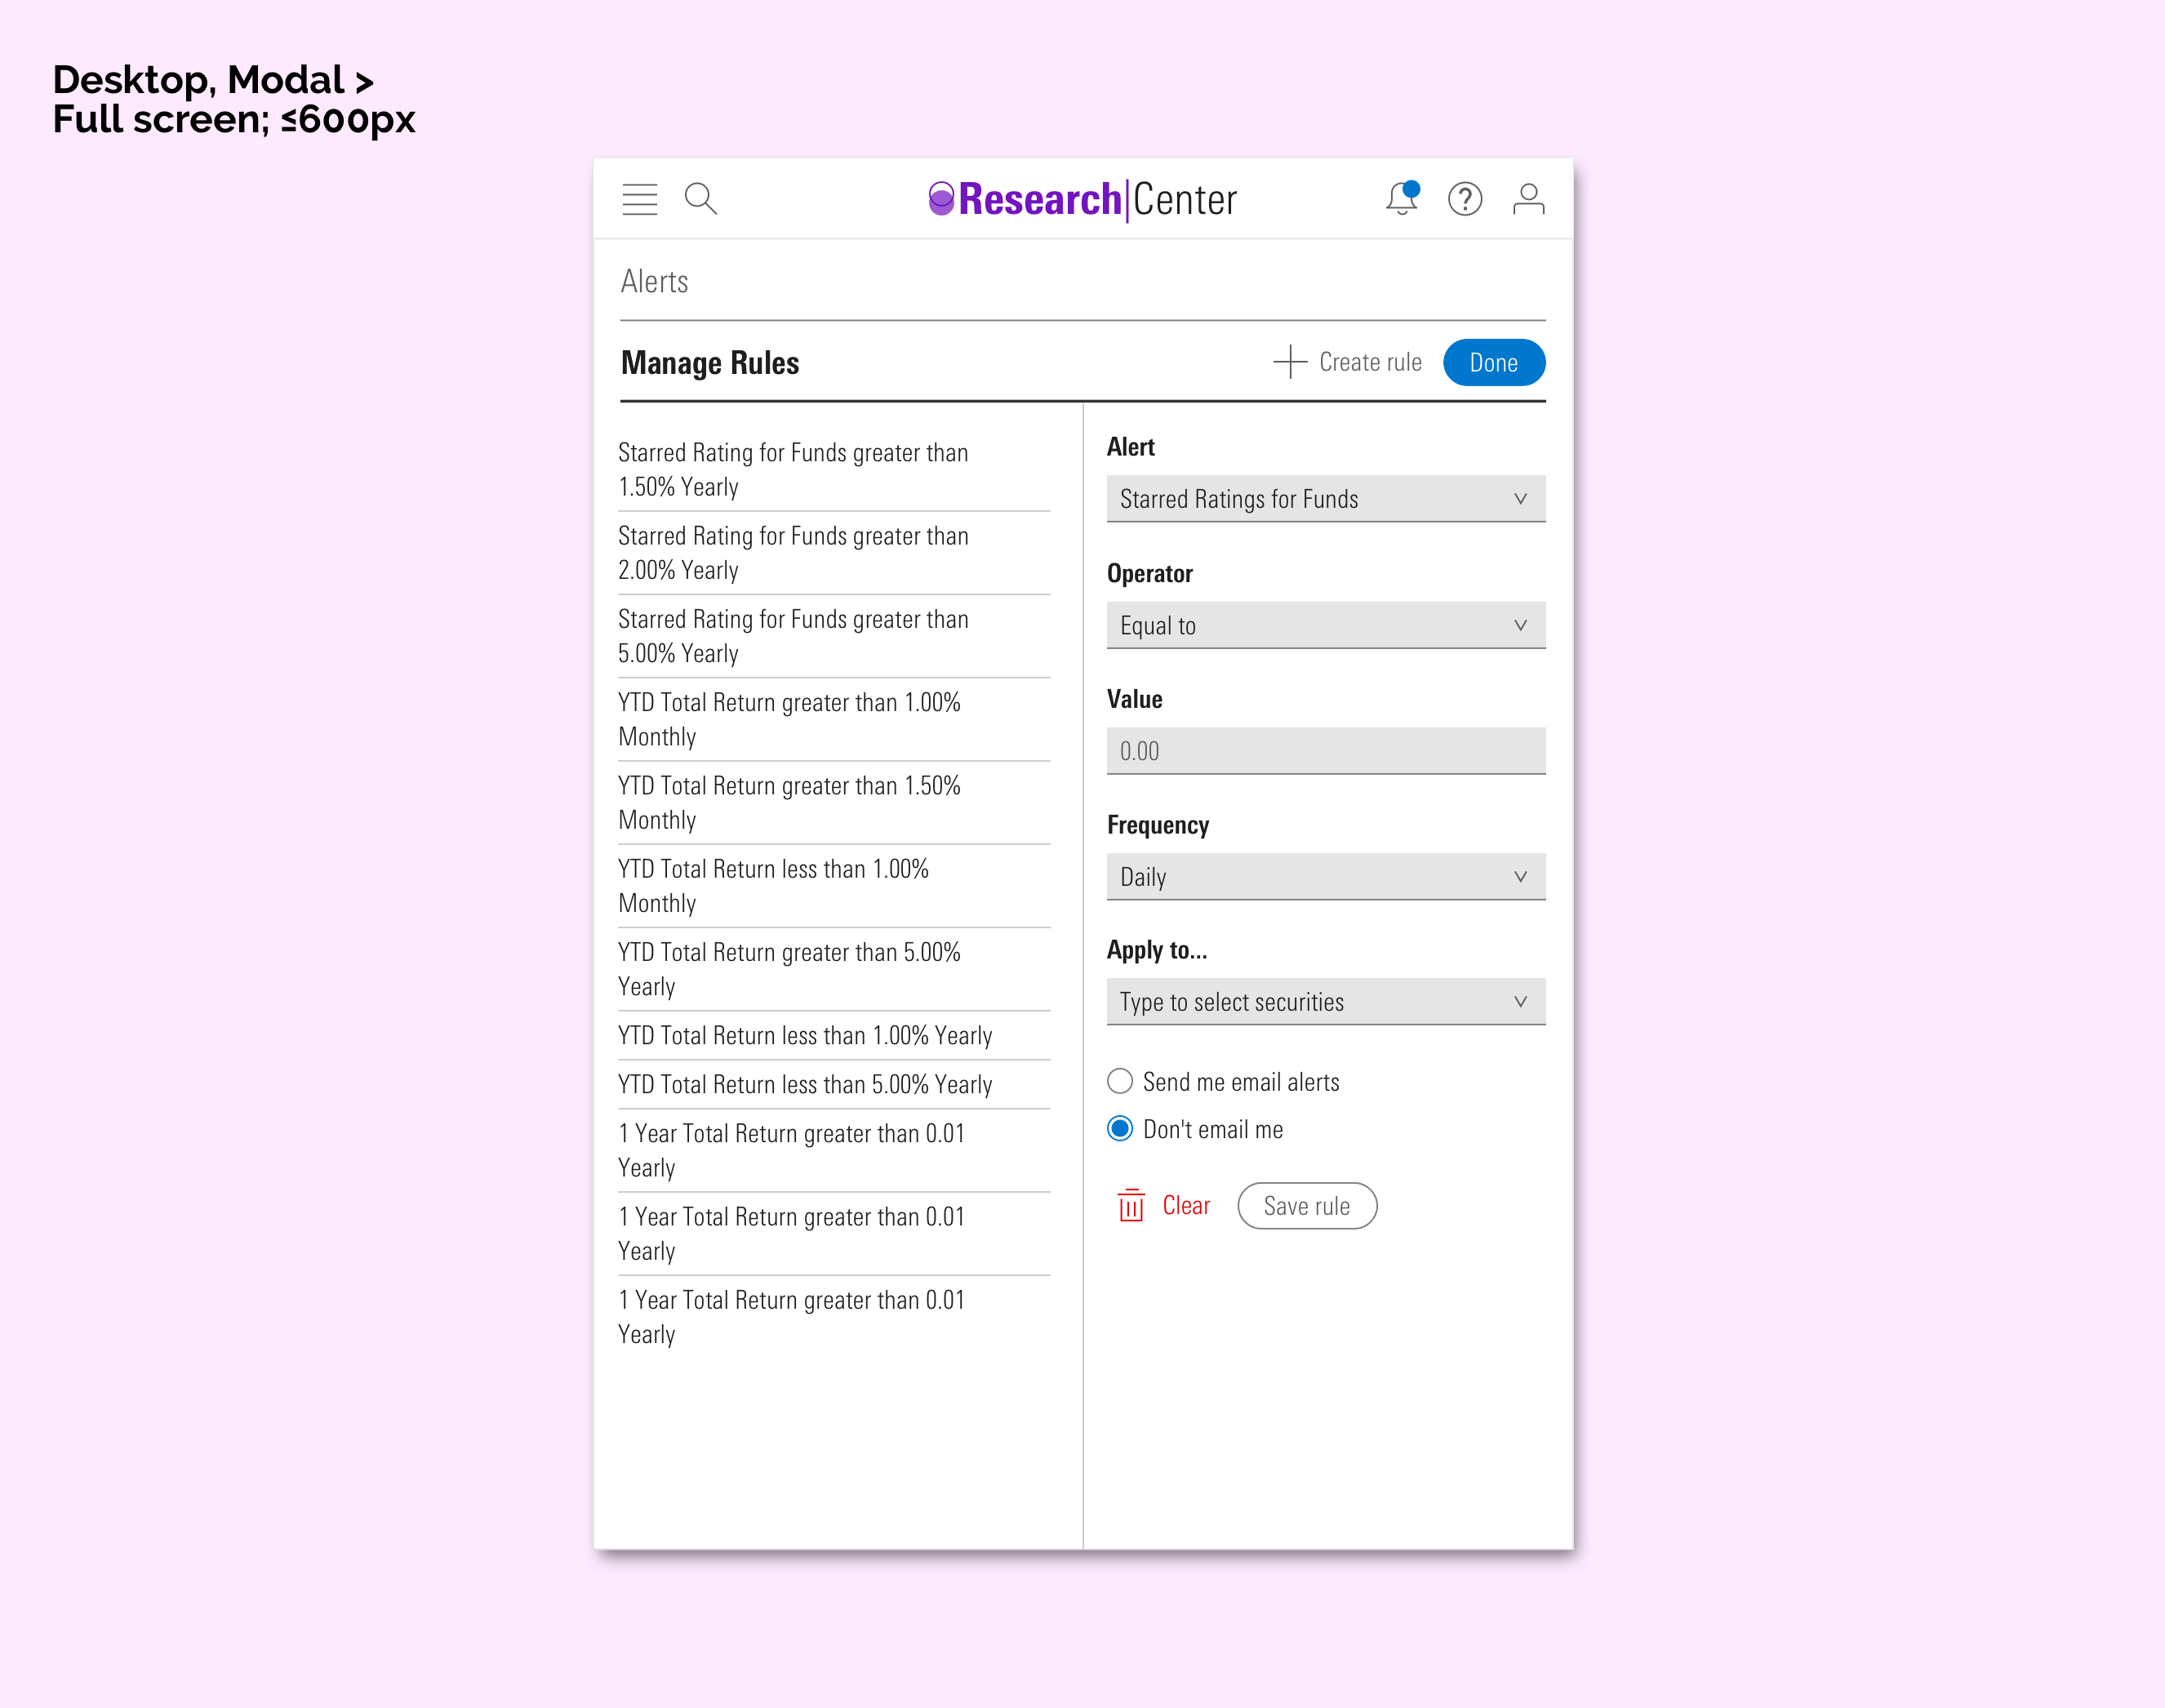 Desktop, Modal >
Full screen; ≤600px
Research|Center
Alerts
Manage Rules
Create rule
Done
Starred Rating for Funds greater than
1.50% Yearly
Starred Rating for Funds greater than
2.00% Yearly
Starred Rating for Funds greater than
5.00% Yearly
YTD Total Return greater than 1.00%
Monthly
YTD Total Return greater than 1.50%
Monthly
YTD Total Return less than 1.00%
Monthly
YTD Total Return greater than 5.00%
Yearly
YTD Total Return less than 1.00% Yearly
YTD Total Return less than 5.00% Yearly
1 Year Total Return greater than 0.01
Yearly
1 Year Total Return greater than 0.01
Yearly
1 Year Total Return greater than 0.01
Yearly
Alert
Starred Ratings for Funds
Operator
Equal to
Value
0.00
Frequency
Daily
Apply to...
Type to select securities
Send me email alerts
Don't email me
Clear
Save rule